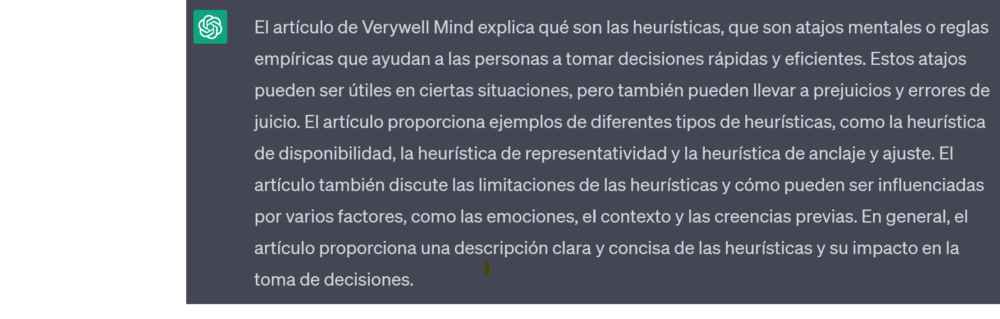 El artículo de Verywell Mind explica qué son las heurísticas, que son atajos mentales o reglas
empíricas que ayudan a las personas a tomar decisiones rápidas y eficientes. Estos atajos
pueden ser útiles en ciertas situaciones, pero también pueden llevar a prejuicios y errores de
juicio. El artículo proporciona ejemplos de diferentes tipos de heurísticas, como la heurística
de disponibilidad, la heurística de representatividad y la heurística de anclaje y ajuste. El
artículo también discute las limitaciones de las heurísticas y cómo pueden ser influenciadas
por varios factores, como las emociones, el contexto y las creencias previas. En general, el
artículo proporciona una descripción clara y concisa de las heurísticas y su impacto en la
toma de decisiones.